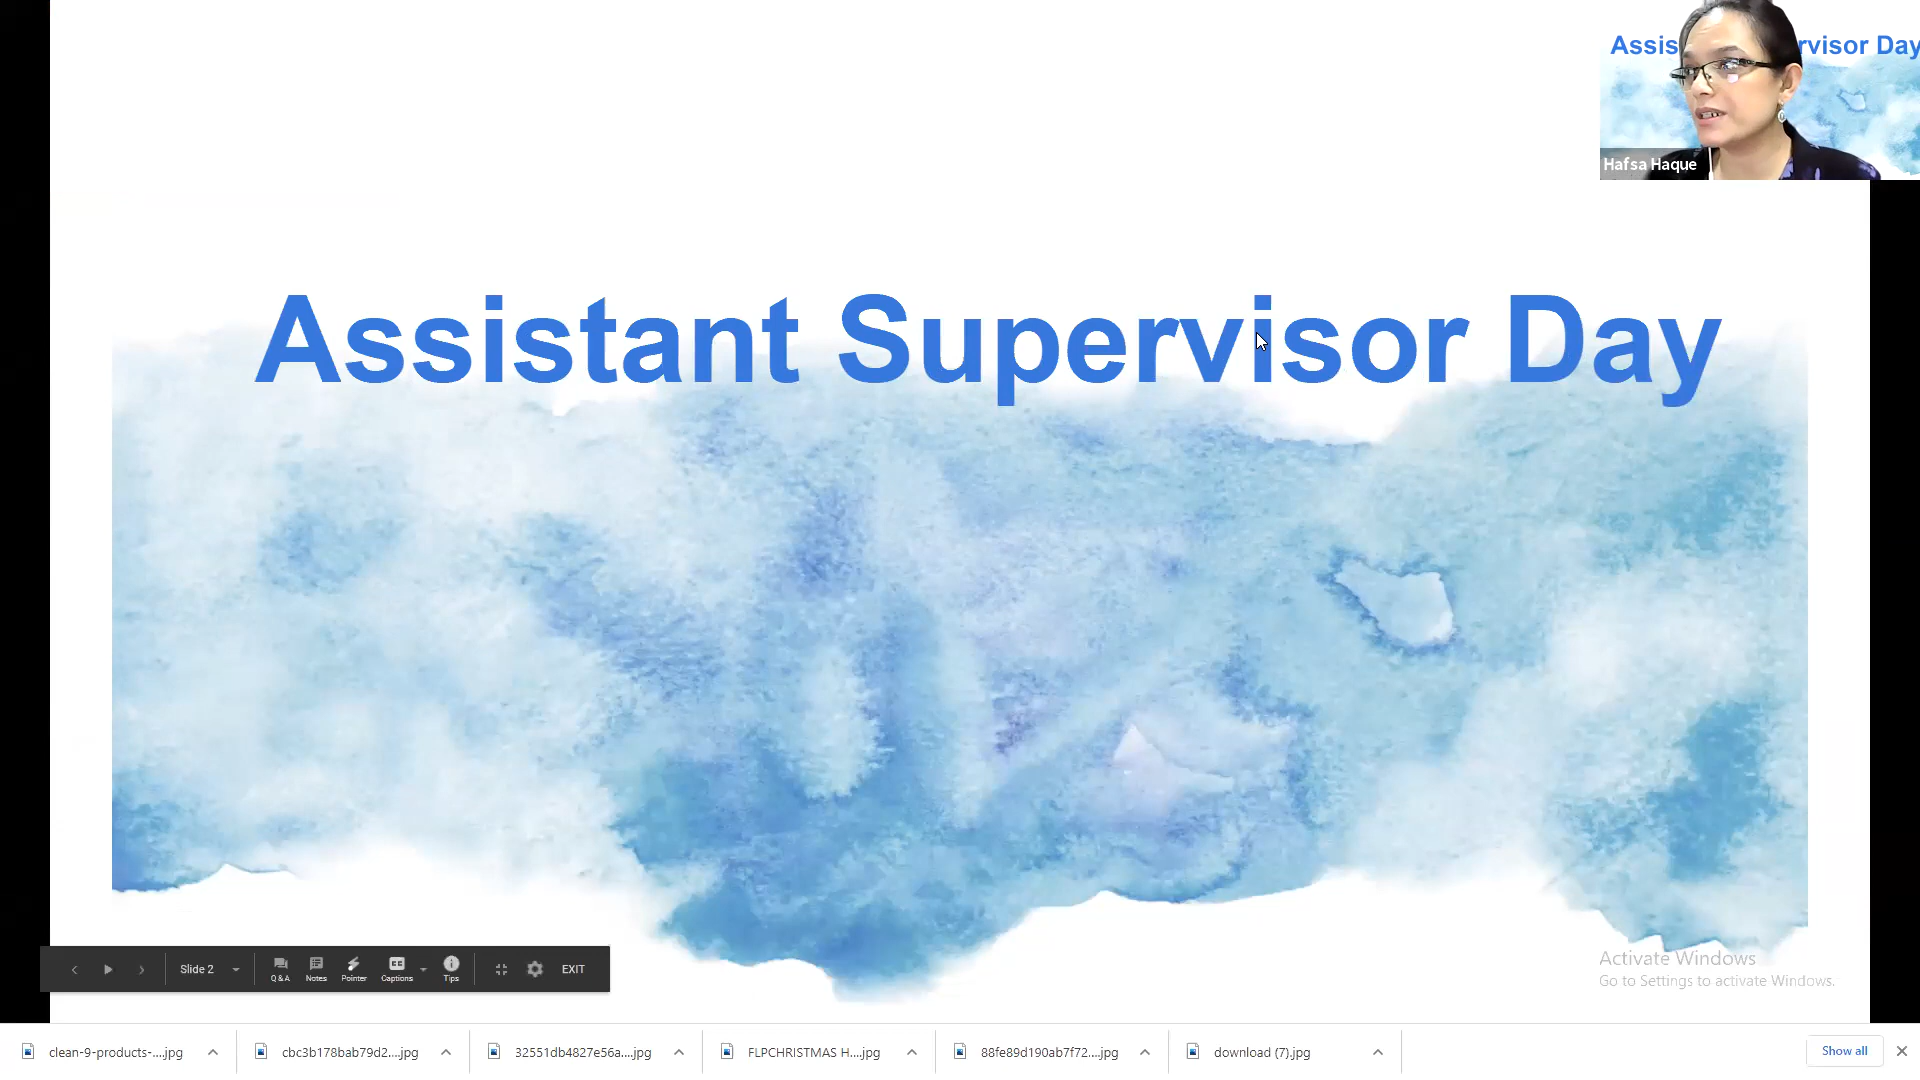 Assis rvisor Day
Hafsa Haque
Assistant Supervisor Day
Activate Windows
Go to Settings to activate Windows.
Slide 2
Q&A
Notes
Pointer
CC
Captions
Tips
EXIT
clean-9-products-....jpg
cbc3b178bab79d2....jpg
32551db4827e56a....jpg
FLPCHRISTMAS H....jpg
88fe89d190ab7f72....jpg
download (7).jpg
Show all